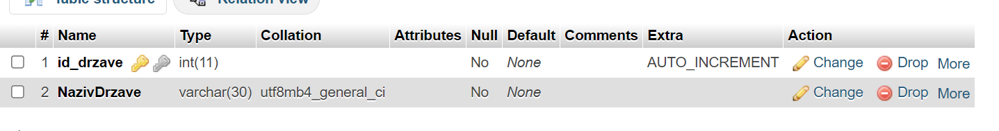 Table structure Relation view
# Name Type Collation Attributes Null Default Comments Extra Action
1 id_drzave int(11) No None AUTO_INCREMENT Change Drop More
2 NazivDrzave varchar(30) utf8mb4_general_ci No None Change Drop More